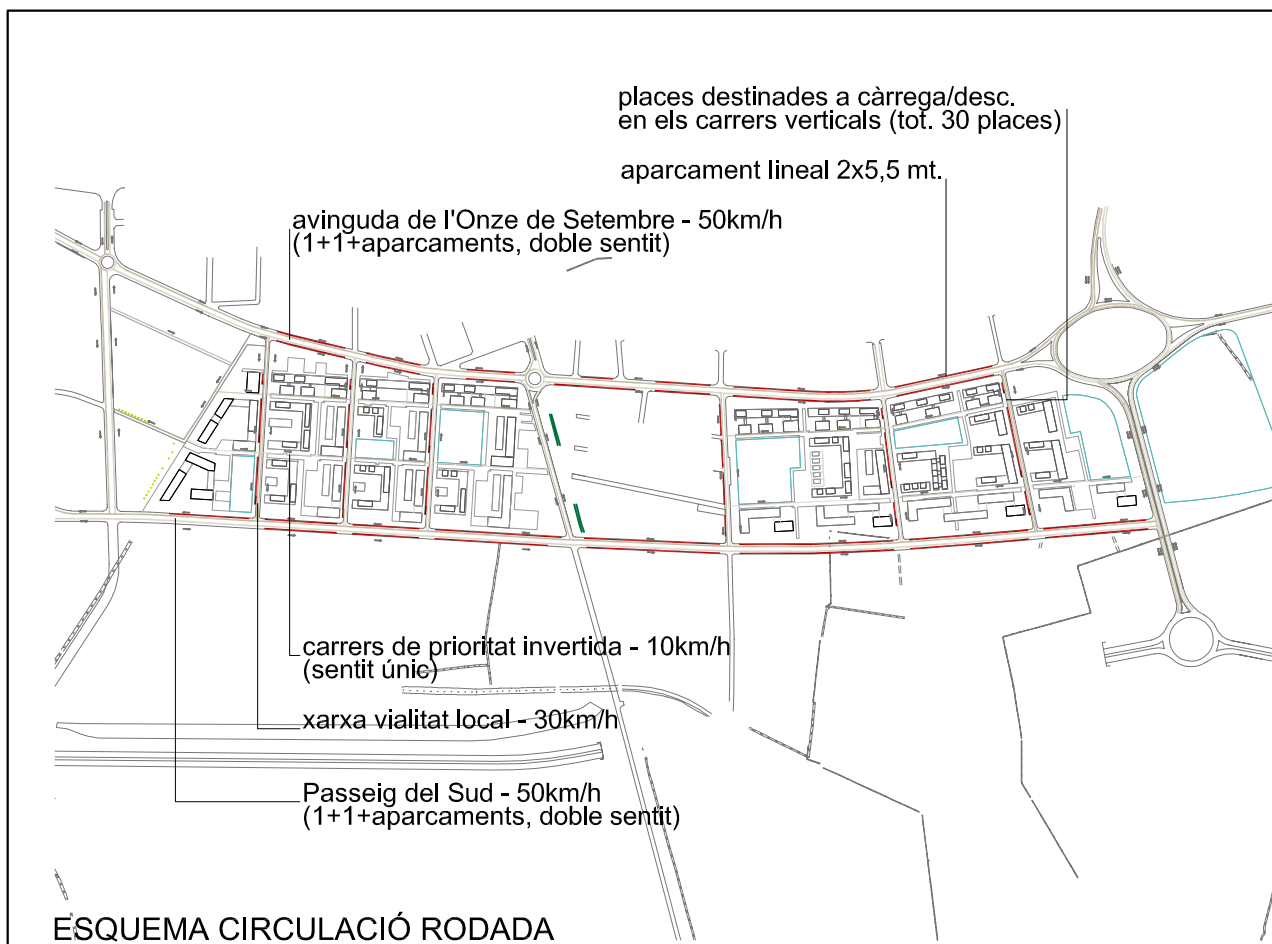 places destinades a càrrega/desc.
en els carrers verticals (tot. 30 places)
aparcament lineal 2x5,5 mt.
avinguda de l'Onze de Setembre - 50km/h
(1+1+aparcaments, doble sentit)
carrers de prioritat invertida - 10km/h
(sentit únic)
xarxa vialitat local - 30km/h
Passeig del Sud - 50km/h
(1+1+aparcaments, doble sentit)
ESQUEMA CIRCULACIÓ RODADA